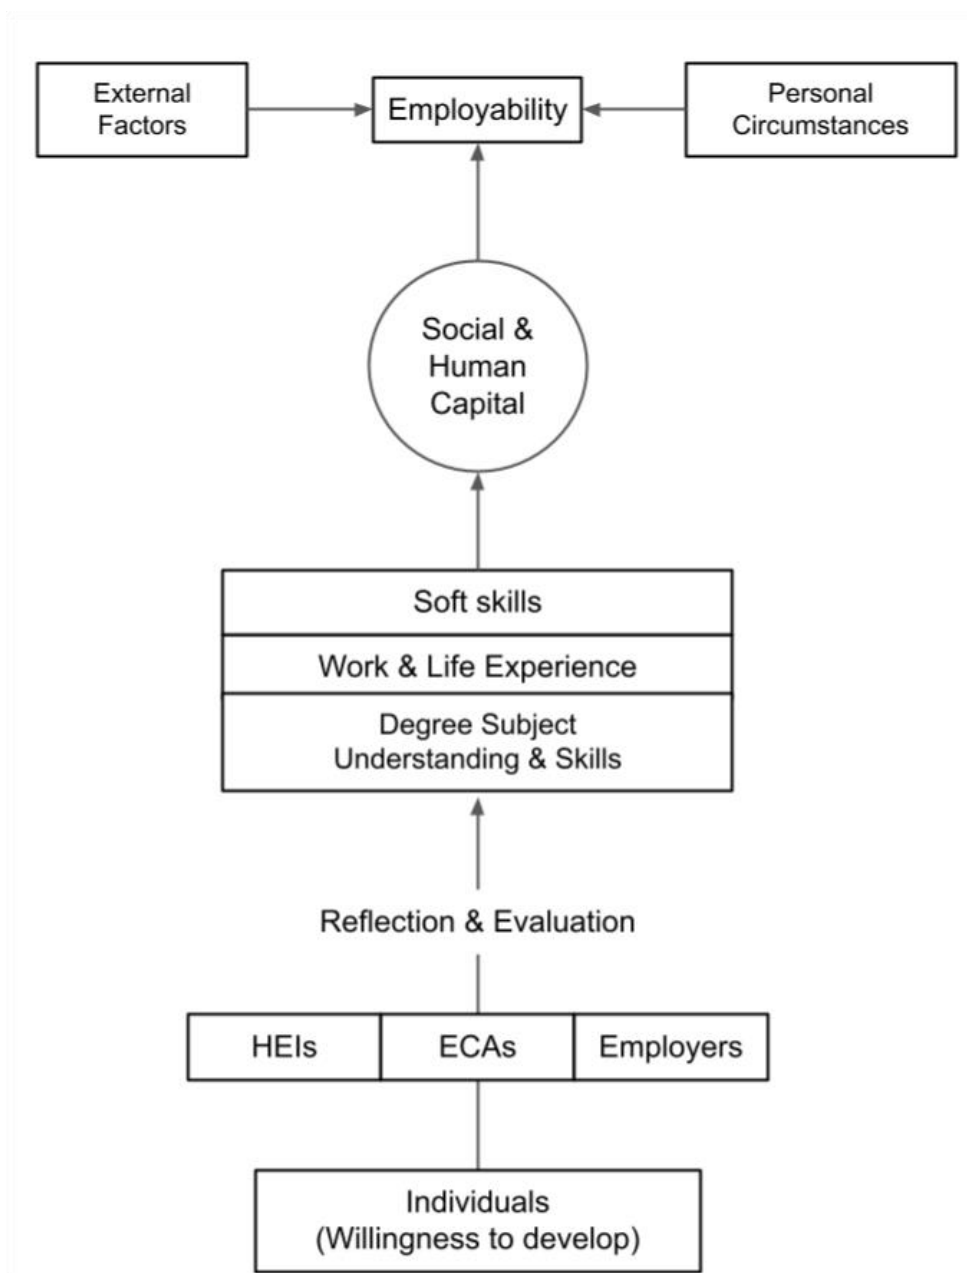 External
Factors
Employability
Personal
Circumstances
Social &
Human
Capital
Soft skills
Work & Life Experience
Degree Subject
Understanding & Skills
Reflection & Evaluation
HEIs
ECAs
Employers
Individuals
(Willingness to develop)